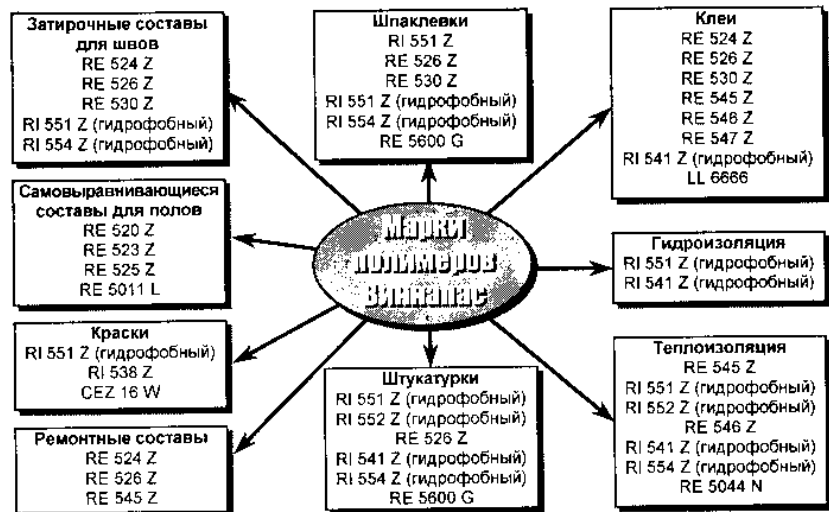 Затирочные составы
для швов
RE 524 Z
RE 526 Z
RE 530 Z
RI 551 Z (гидрофобный)
RI 554 Z (гидрофобный)
Шпаклевки
RI 551 Z
RE 526 Z
RE 530 Z
RI 551 Z (гидрофобный)
RI 554 Z (гидрофобный)
RE 5600 G
Клеи
RE 524 Z
RE 526 Z
RE 530 Z
RE 545 Z
RE 546 Z
RE 547 Z
RI 541 Z (гидрофобный)
LL 6666
Самовыравнивающиеся
составы для полов
RE 520 Z
RE 523 Z
RE 525 Z
RE 5011 L
Марки
полимеров
Виннапас
Гидроизоляция
RI 551 Z (гидрофобный)
RI 541 Z (гидрофобный)
Краски
RI 551 Z (гидрофобный)
RI 538 Z
CEZ 16 W
Штукатурки
RI 551 Z (гидрофобный)
RI 552 Z (гидрофобный)
RE 526 Z
RI 541 Z (гидрофобный)
RI 554 Z (гидрофобный)
RE 5600 G
Теплоизоляция
RE 545 Z
RI 551 Z (гидрофобный)
RI 552 Z (гидрофобный)
RE 546 Z
RI 541 Z (гидрофобный)
RI 554 Z (гидрофобный)
RE 5044 N
Ремонтные составы
RE 524 Z
RE 526 Z
RE 545 Z